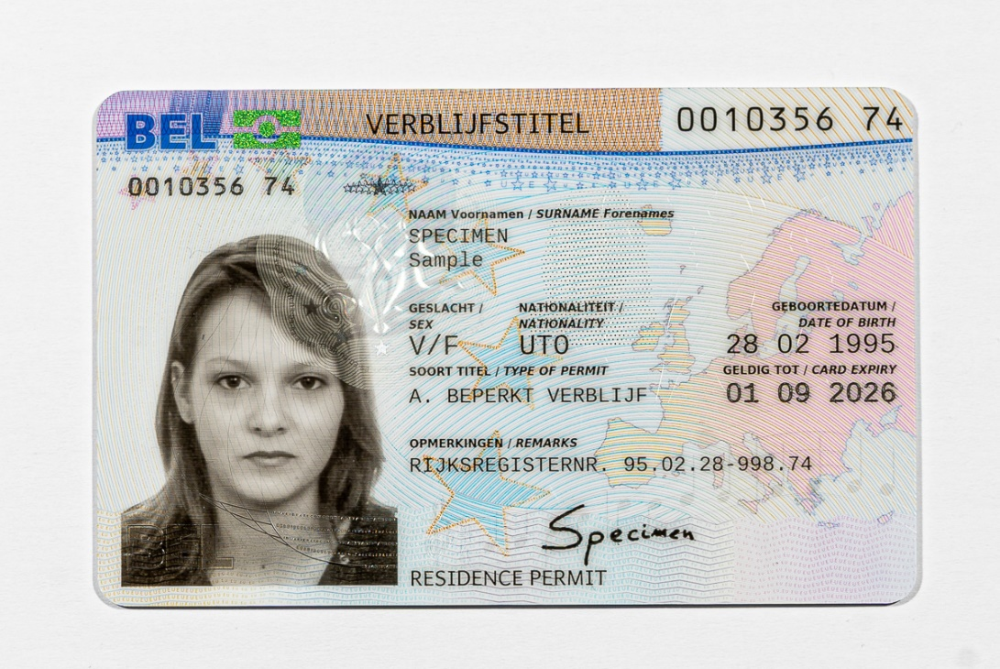 BEL VERBLIJFSTITEL 0010356 74
0010356 74
NAAM Voornamen / SURNAME Forenames
SPECIMEN
Sample
GESLACHT / NATIONALITEIT / GEBOORTEDATUM /
SEX NATIONALITY DATE OF BIRTH
V/F UTO 28 02 1995
SOORT TITEL / TYPE OF PERMIT GELDIG TOT / CARD EXPIRY
A. BEPERKT VERBLIJF 01 09 2026
OPMERKINGEN / REMARKS
RIJKSREGISTERNR. 95.02.28-998.74
Specimen
BEL
RESIDENCE PERMIT